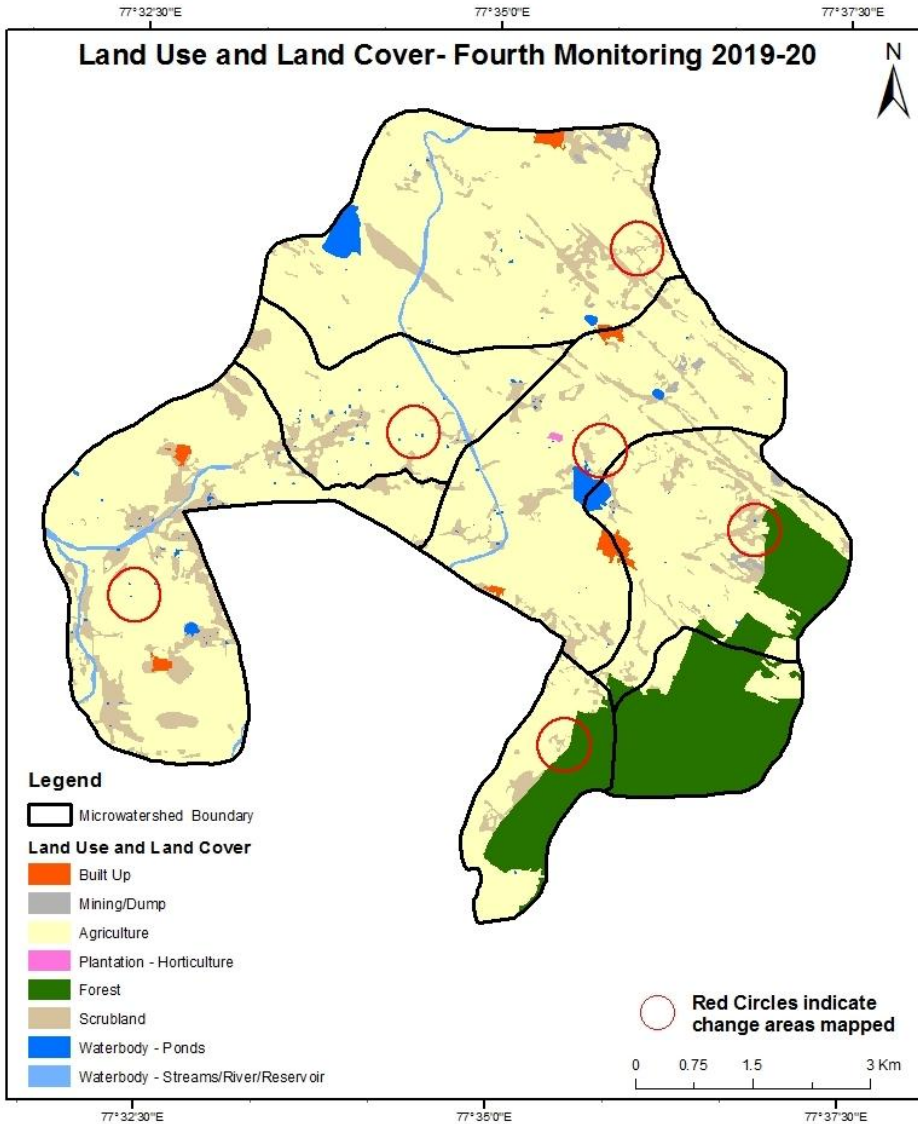 77°32'30"E 77°35'0"E 77°37'30"E
Land Use and Land Cover- Fourth Monitoring 2019-20
N
Legend
Microwatershed Boundary
Land Use and Land Cover
Built Up
Mining/Dump
Agriculture
Plantation - Horticulture
Forest
Scrubland
Waterbody - Ponds
Waterbody - Streams/River/Reservoir
Red Circles indicate
change areas mapped
0 0.75 1.5 3 Km
77°32'30"E 77°35'0"E 77°37'30"E